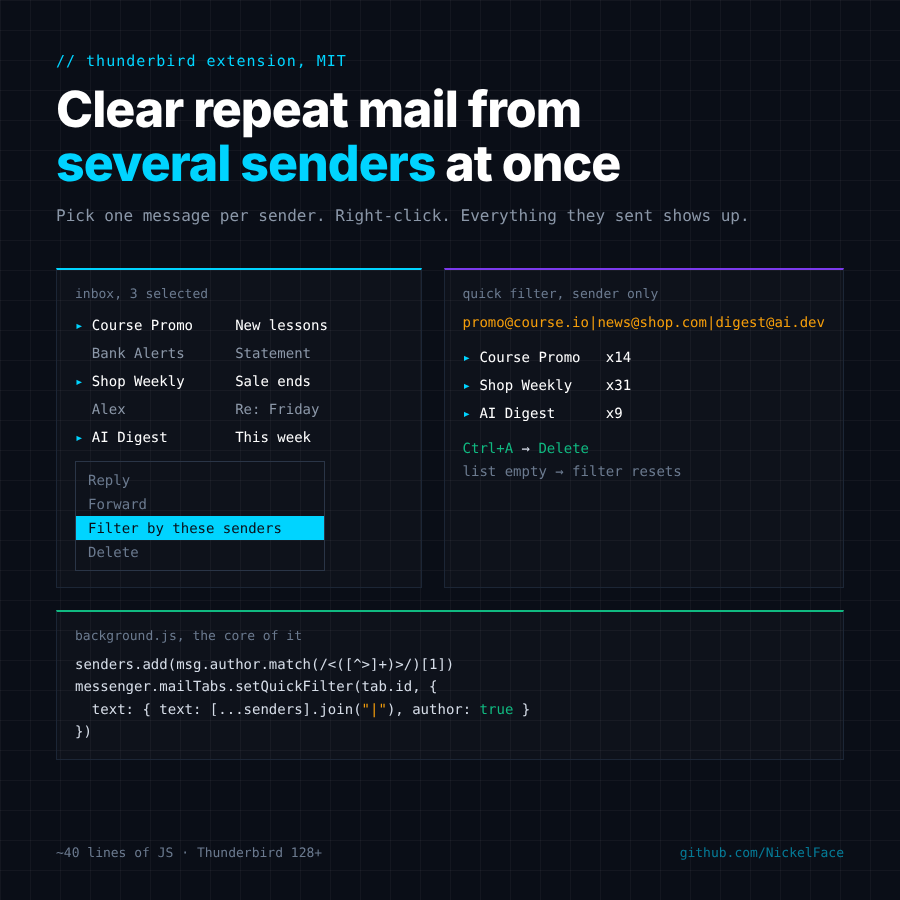 // thunderbird extension, MIT
Clear repeat mail from
several senders at once
Pick one message per sender. Right-click. Everything they sent shows up.
inbox, 3 selected
▸ Course Promo     New lessons
Bank Alerts      Statement
▸ Shop Weekly      Sale ends
Alex             Re: Friday
▸ AI Digest        This week
Reply
Forward
Filter by these senders
Delete
quick filter, sender only
promo@course.io|news@shop.com|digest@ai.dev
▸ Course Promo   x14
▸ Shop Weekly    x31
▸ AI Digest      x9
Ctrl+A → Delete
list empty → filter resets
background.js, the core of it
senders.add(msg.author.match(/<([^>]+)>/)[1])
messenger.mailTabs.setQuickFilter(tab.id, {
  text: { text: [...senders].join("|"), author: true }
})
~40 lines of JS · Thunderbird 128+
github.com/NickelFace